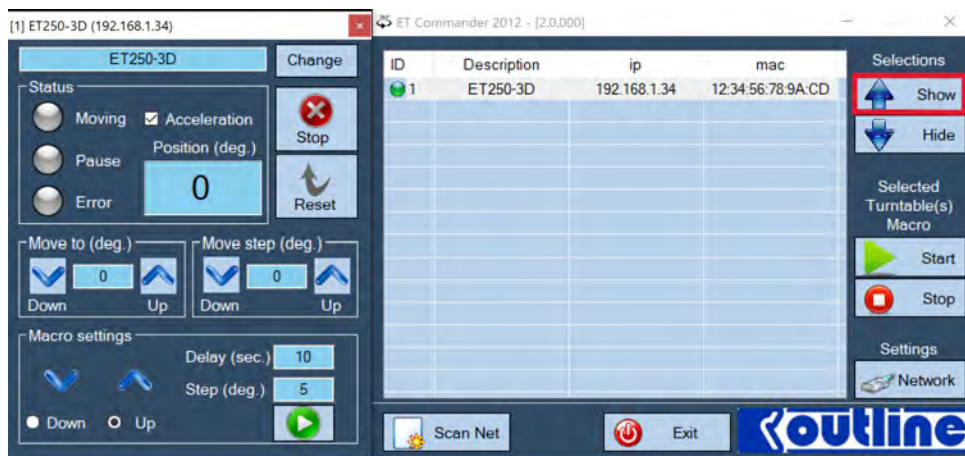 [1] ET250-3D (192.168.1.34)
ET250-3D
Change
Status
Moving
Acceleration
Position (deg.)
Pause
0
Error
Stop
Reset
Move to (deg.)
0
Down Up
Move step (deg.)
0
Down Up
Macro settings
Delay (sec.) 10
Step (deg.) 5
Down Up
ET Commander 2012 - [2.0.000]
ID Description ip mac
1 ET250-3D 192.168.1.34 12:34:56:78:9A:CD
Selections
Show
Hide
Selected
Turntable(s)
Macro
Start
Stop
Settings
Network
Scan Net
Exit
outline